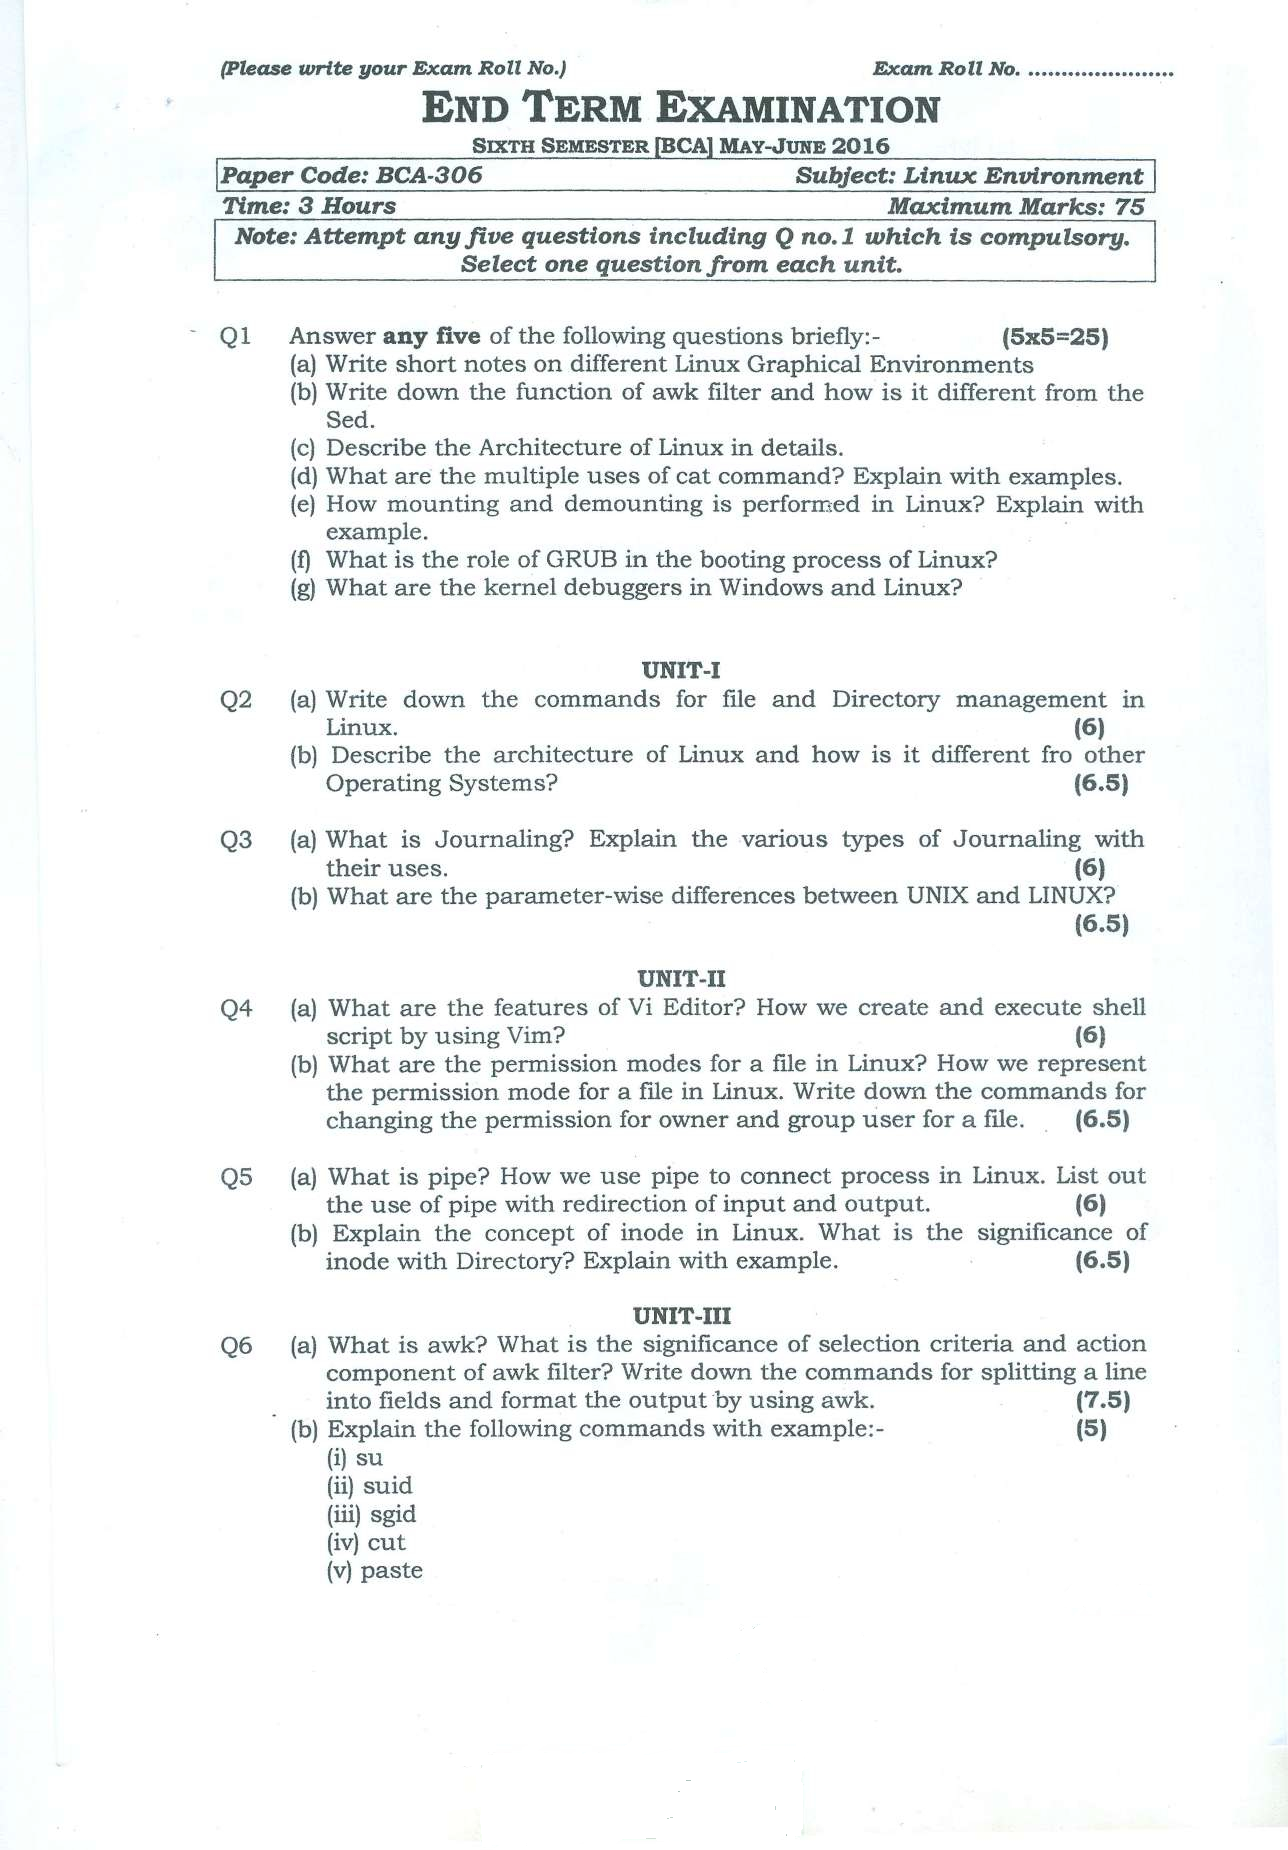 (Please write your Exam Roll No.) Exam Roll No. ......................
END TERM EXAMINATION
SIXTH SEMESTER [BCA] MAY-JUNE 2016
Paper Code: BCA-306 Subject: Linux Environment
Time: 3 Hours Maximum Marks: 75
Note: Attempt any five questions including Q no.1 which is compulsory.
Select one question from each unit.
Q1 Answer any five of the following questions briefly:- (5x5=25)
(a) Write short notes on different Linux Graphical Environments
(b) Write down the function of awk filter and how is it different from the
Sed.
(c) Describe the Architecture of Linux in details.
(d) What are the multiple uses of cat command? Explain with examples.
(e) How mounting and demounting is performed in Linux? Explain with
example.
(f) What is the role of GRUB in the booting process of Linux?
(g) What are the kernel debuggers in Windows and Linux?
UNIT-I
Q2 (a) Write down the commands for file and Directory management in
Linux. (6)
(b) Describe the architecture of Linux and how is it different fro other
Operating Systems? (6.5)
Q3 (a) What is Journaling? Explain the various types of Journaling with
their uses. (6)
(b) What are the parameter-wise differences between UNIX and LINUX?
(6.5)
UNIT-II
Q4 (a) What are the features of Vi Editor? How we create and execute shell
script by using Vim? (6)
(b) What are the permission modes for a file in Linux? How we represent
the permission mode for a file in Linux. Write down the commands for
changing the permission for owner and group user for a file. (6.5)
Q5 (a) What is pipe? How we use pipe to connect process in Linux. List out
the use of pipe with redirection of input and output. (6)
(b) Explain the concept of inode in Linux. What is the significance of
inode with Directory? Explain with example. (6.5)
UNIT-III
Q6 (a) What is awk? What is the significance of selection criteria and action
component of awk filter? Write down the commands for splitting a line
into fields and format the output by using awk. (7.5)
(b) Explain the following commands with example:- (5)
(i) su
(ii) suid
(iii) sgid
(iv) cut
(v) paste